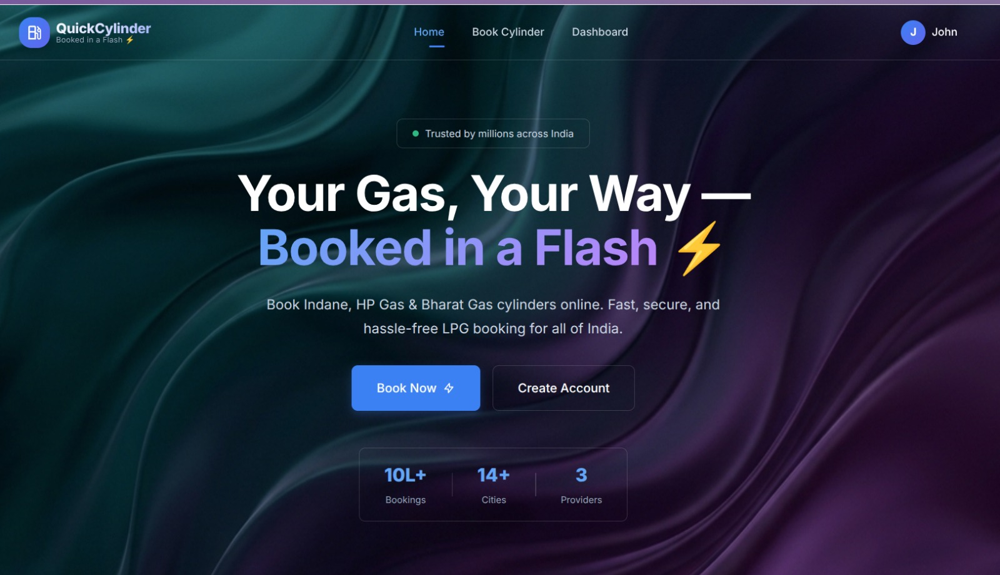 QuickCylinder
Booked in a Flash ⚡
Home
Book Cylinder
Dashboard
J
John
Trusted by millions across India
Your Gas, Your Way —
Booked in a Flash ⚡
Book Indane, HP Gas & Bharat Gas cylinders online. Fast, secure, and
hassle-free LPG booking for all of India.
Book Now
Create Account
10L+
Bookings
14+
Cities
3
Providers